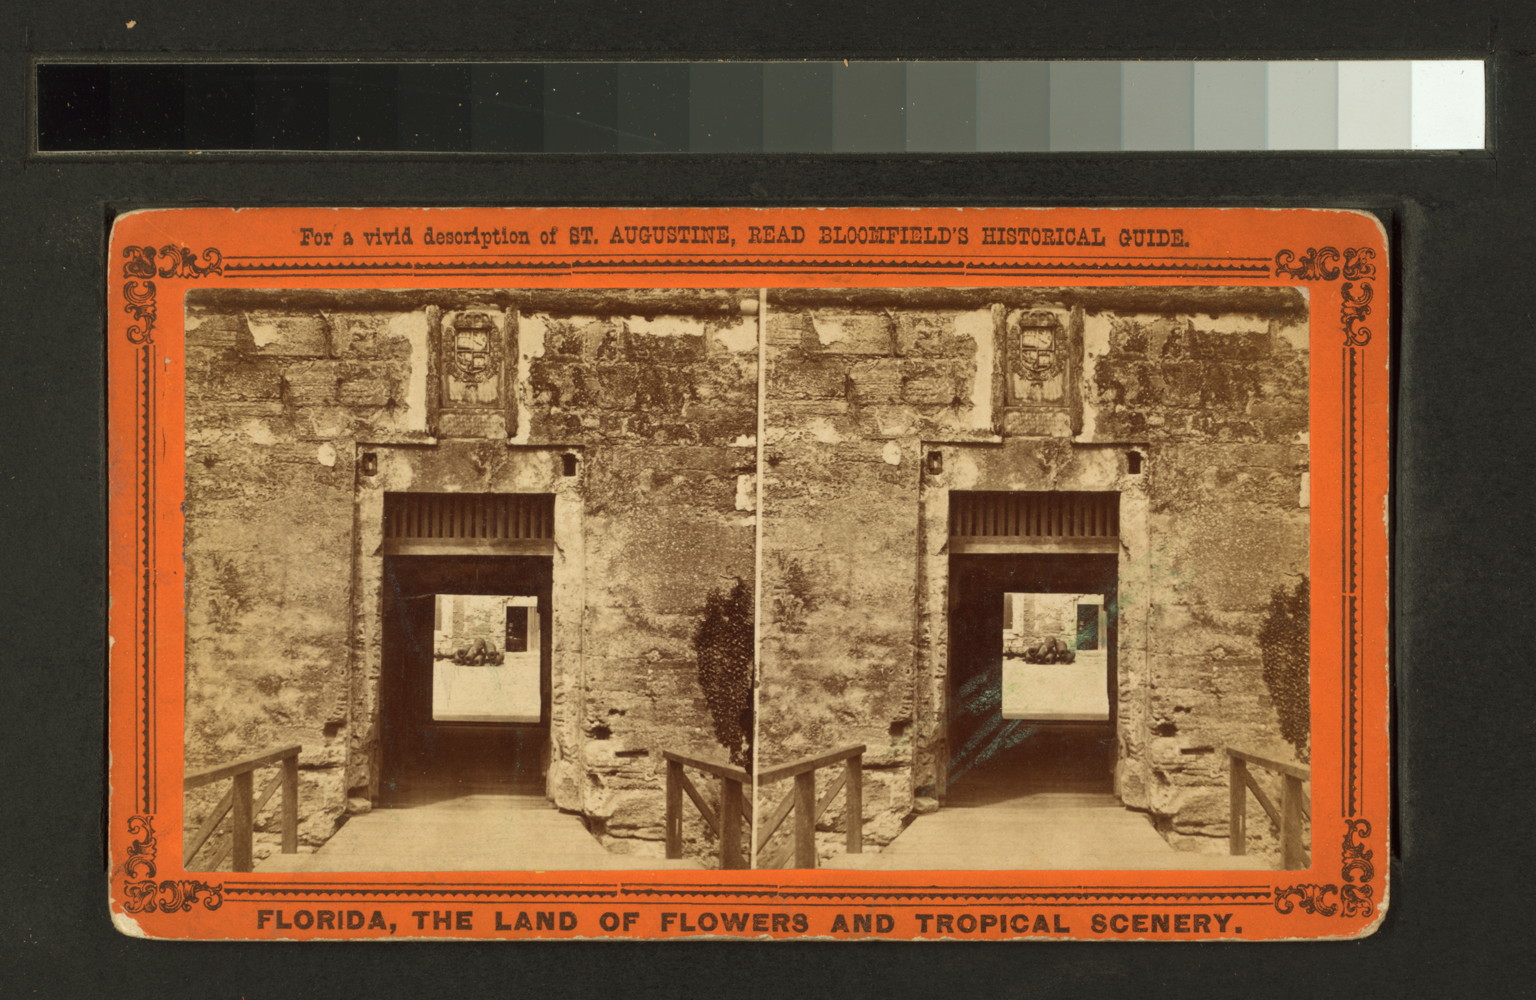 For a vivid description of ST. AUGUSTINE, READ BLOOMFIELD'S HISTORICAL GUIDE.
FLORIDA, THE LAND OF FLOWERS AND TROPICAL SCENERY.